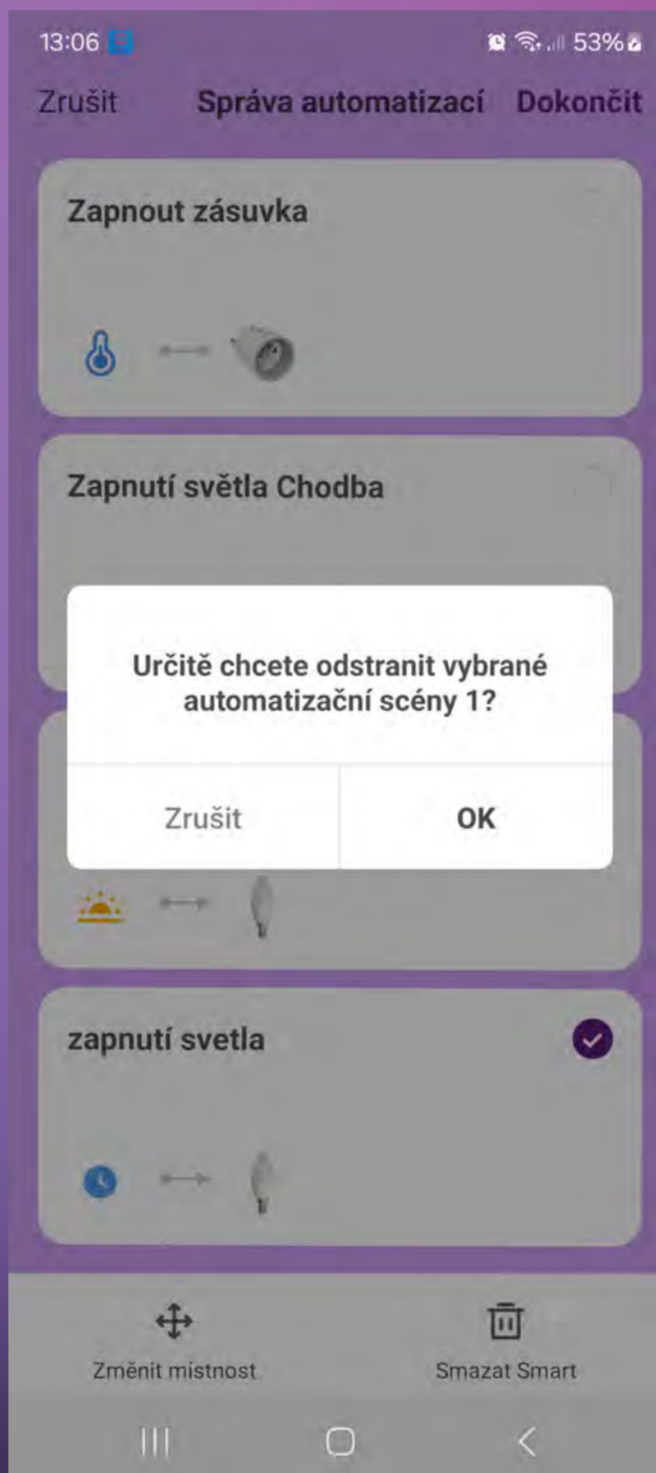 13:06 53%
Zrušit Správa automatizací Dokončit
Zapnout zásuvka
Zapnutí světla Chodba
Určitě chcete odstranit vybrané
automatizační scény 1?
Zrušit OK
zapnutí svetla
Změnit místnost Smazat Smart